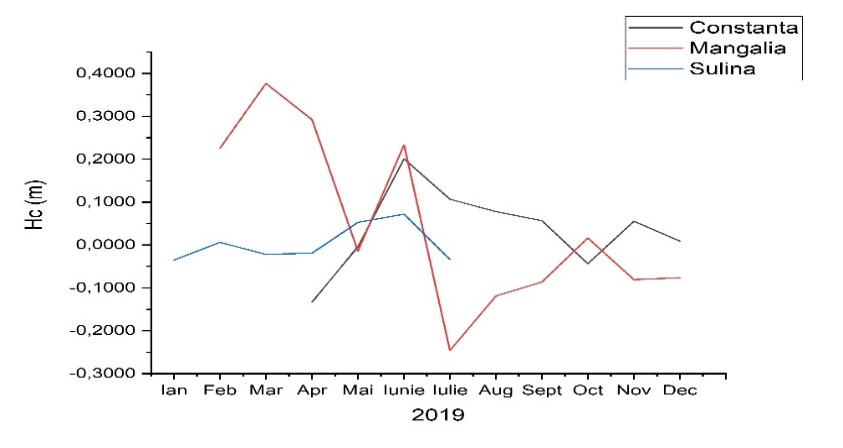 Constanta
Mangalia
Sulina
0,4000
0,3000
0,2000
0,1000
0,0000
-0,1000
-0,2000
-0,3000
Hc (m)
Ian Feb Mar Apr Mai Iunie Iulie Aug Sept Oct Nov Dec
2019